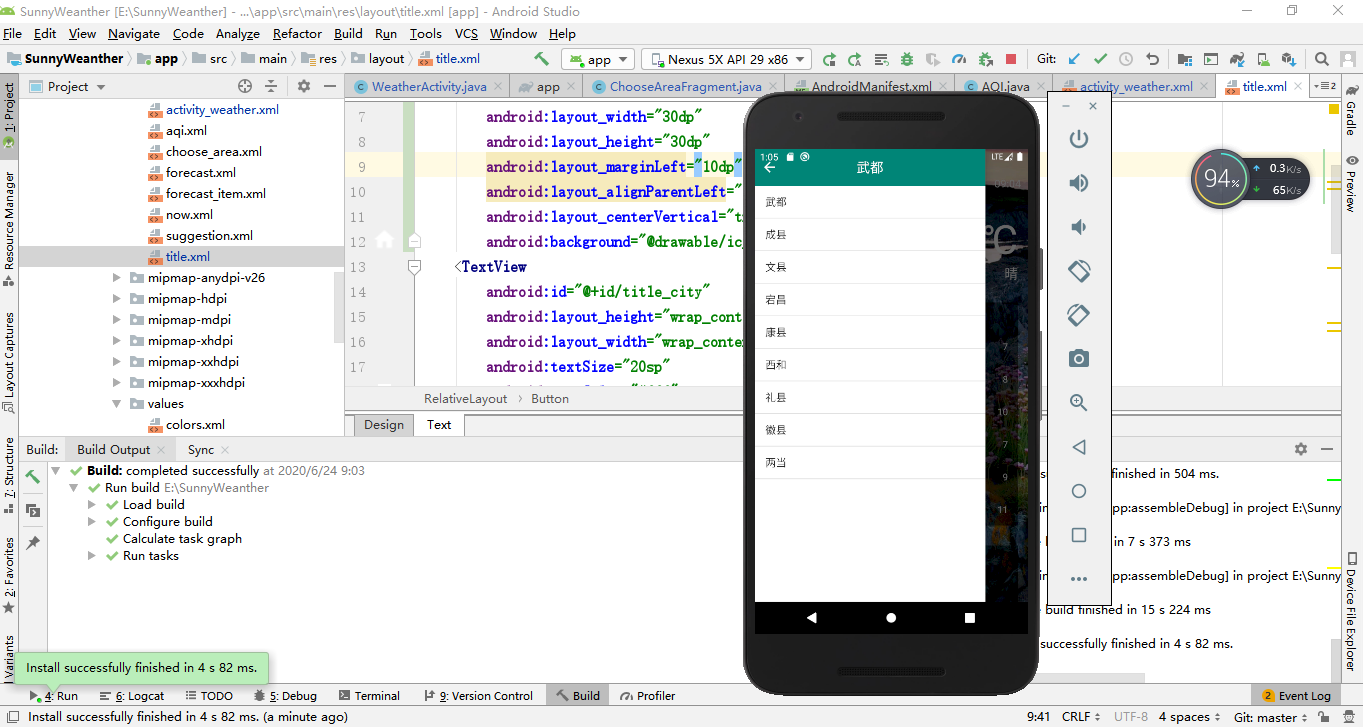 SunnyWeanther [E:\SunnyWeanther] - ...\app\src\main\res\layout\title.xml [app] - Android Studio
File Edit View Navigate Code Analyze Refactor Build Run Tools VCS Window Help
SunnyWeanther app src main res layout title.xml app Nexus 5X API 29 x86 Git:
Project WeatherActivity.java app ChooseAreaFragment.java AndroidManifest.xml AQI.java activity_weather.xml title.xml 2
1: Project
Resource Manager
Layout Captures
7: Structure
2: Favorites
Variants
activity_weather.xml
aqi.xml
choose_area.xml
forecast.xml
forecast_item.xml
now.xml
suggestion.xml
title.xml
mipmap-anydpi-v26
mipmap-hdpi
mipmap-mdpi
mipmap-xhdpi
mipmap-xxhdpi
mipmap-xxxhdpi
values
colors.xml
7 android:layout_width="30dp"
8 android:layout_height="30dp"
9 android:layout_marginLeft="10dp"
10 android:layout_alignParentLeft="
11 android:layout_centerVertical="t
12 android:background="@drawable/ic
13 <TextView
14 android:id="@+id/title_city"
15 android:layout_height="wrap_cont
16 android:layout_width="wrap_conte
17 android:textSize="20sp"
RelativeLayout Button
Design Text
1:05 LTE
武都
武都
成县
文县
宕昌
康县
西和
礼县
徽县
两当
℃
晴
7
8
10
7
9
11
94%
0.3K/s
65K/s
Gradle
Preview
Device File Explorer
Build: Build Output Sync
Build: completed successfully at 2020/6/24 9:03
Run build E:\SunnyWeanther
Load build
Configure build
Calculate task graph
Run tasks
finished in 504 ms.
pp:assembleDebug] in project E:\Sunny
in 7 s 373 ms
pp:assembleDebug] in project E:\Sunny
build finished in 15 s 224 ms
successfully finished in 4 s 82 ms.
Install successfully finished in 4 s 82 ms.
4: Run 6: Logcat TODO 5: Debug Terminal 9: Version Control Build Profiler 2 Event Log
Install successfully finished in 4 s 82 ms. (a minute ago) 9:41 CRLF UTF-8 4 spaces Git: master